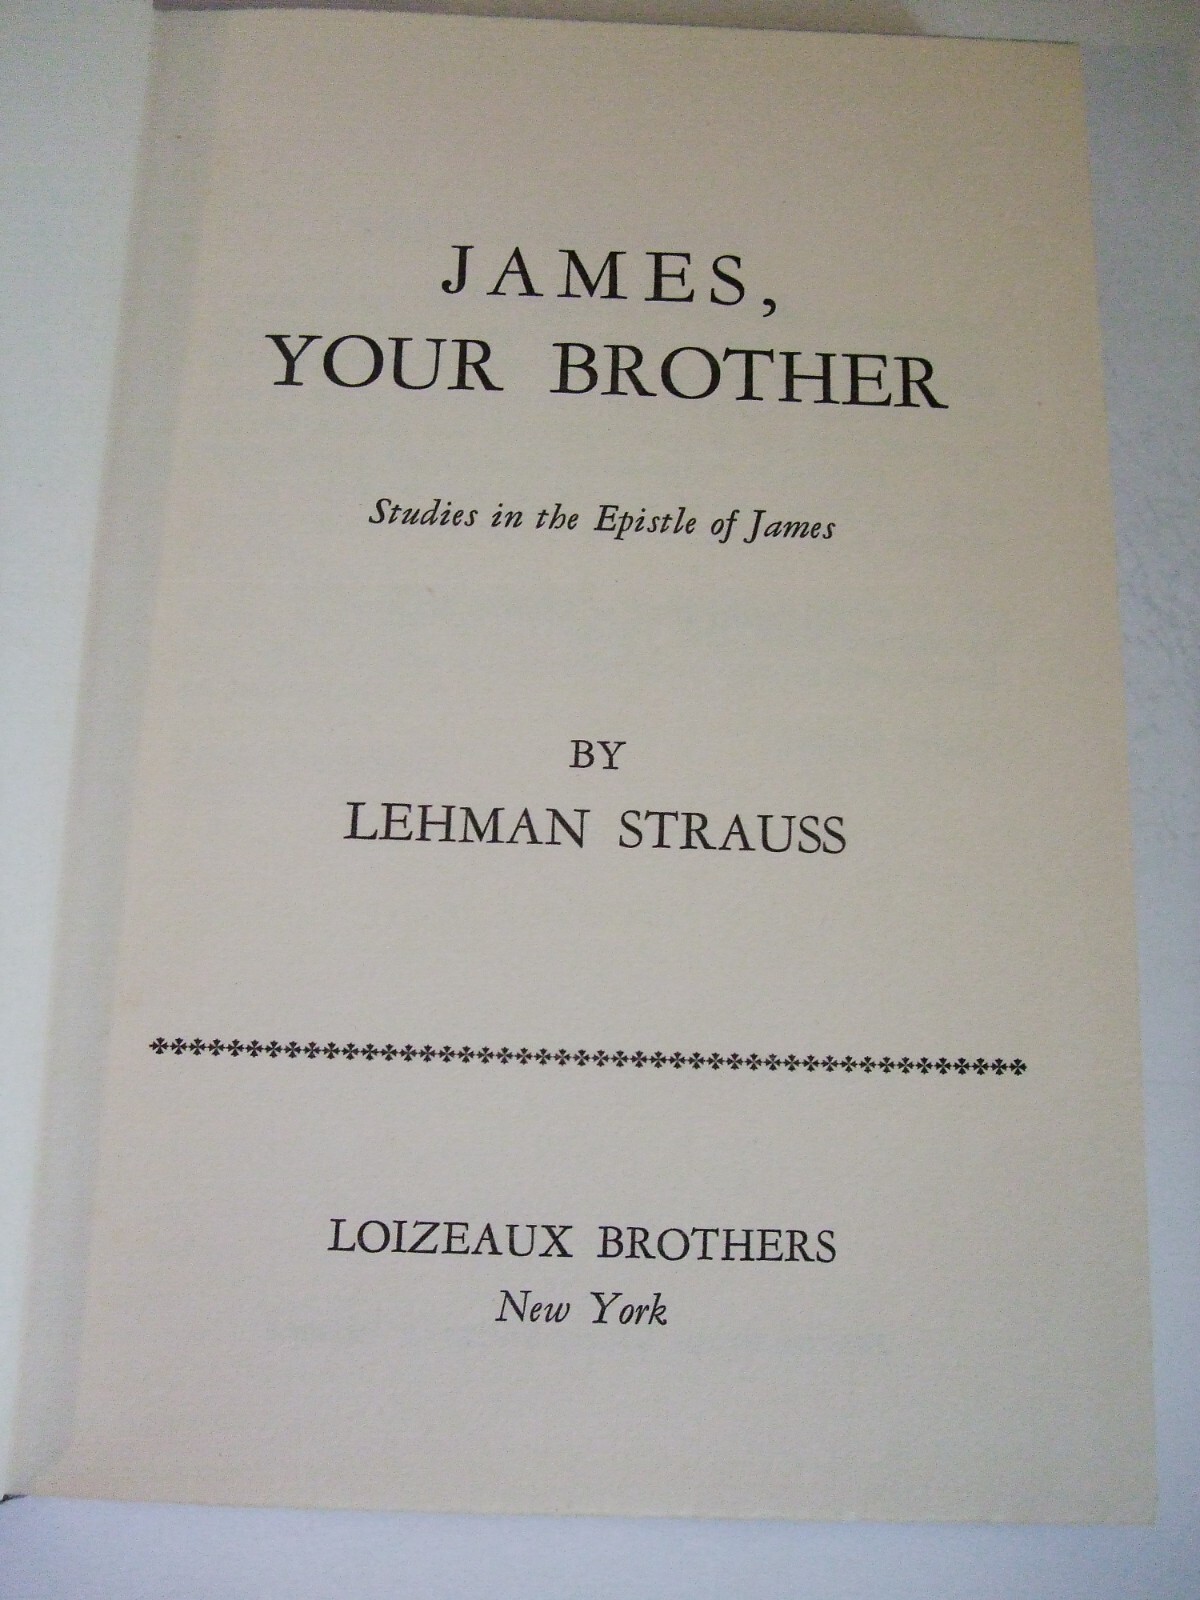 JAMES,
YOUR BROTHER
Studies in the Epistle of James
BY
LEHMAN STRAUSS
LOIZEAUX BROTHERS
New York